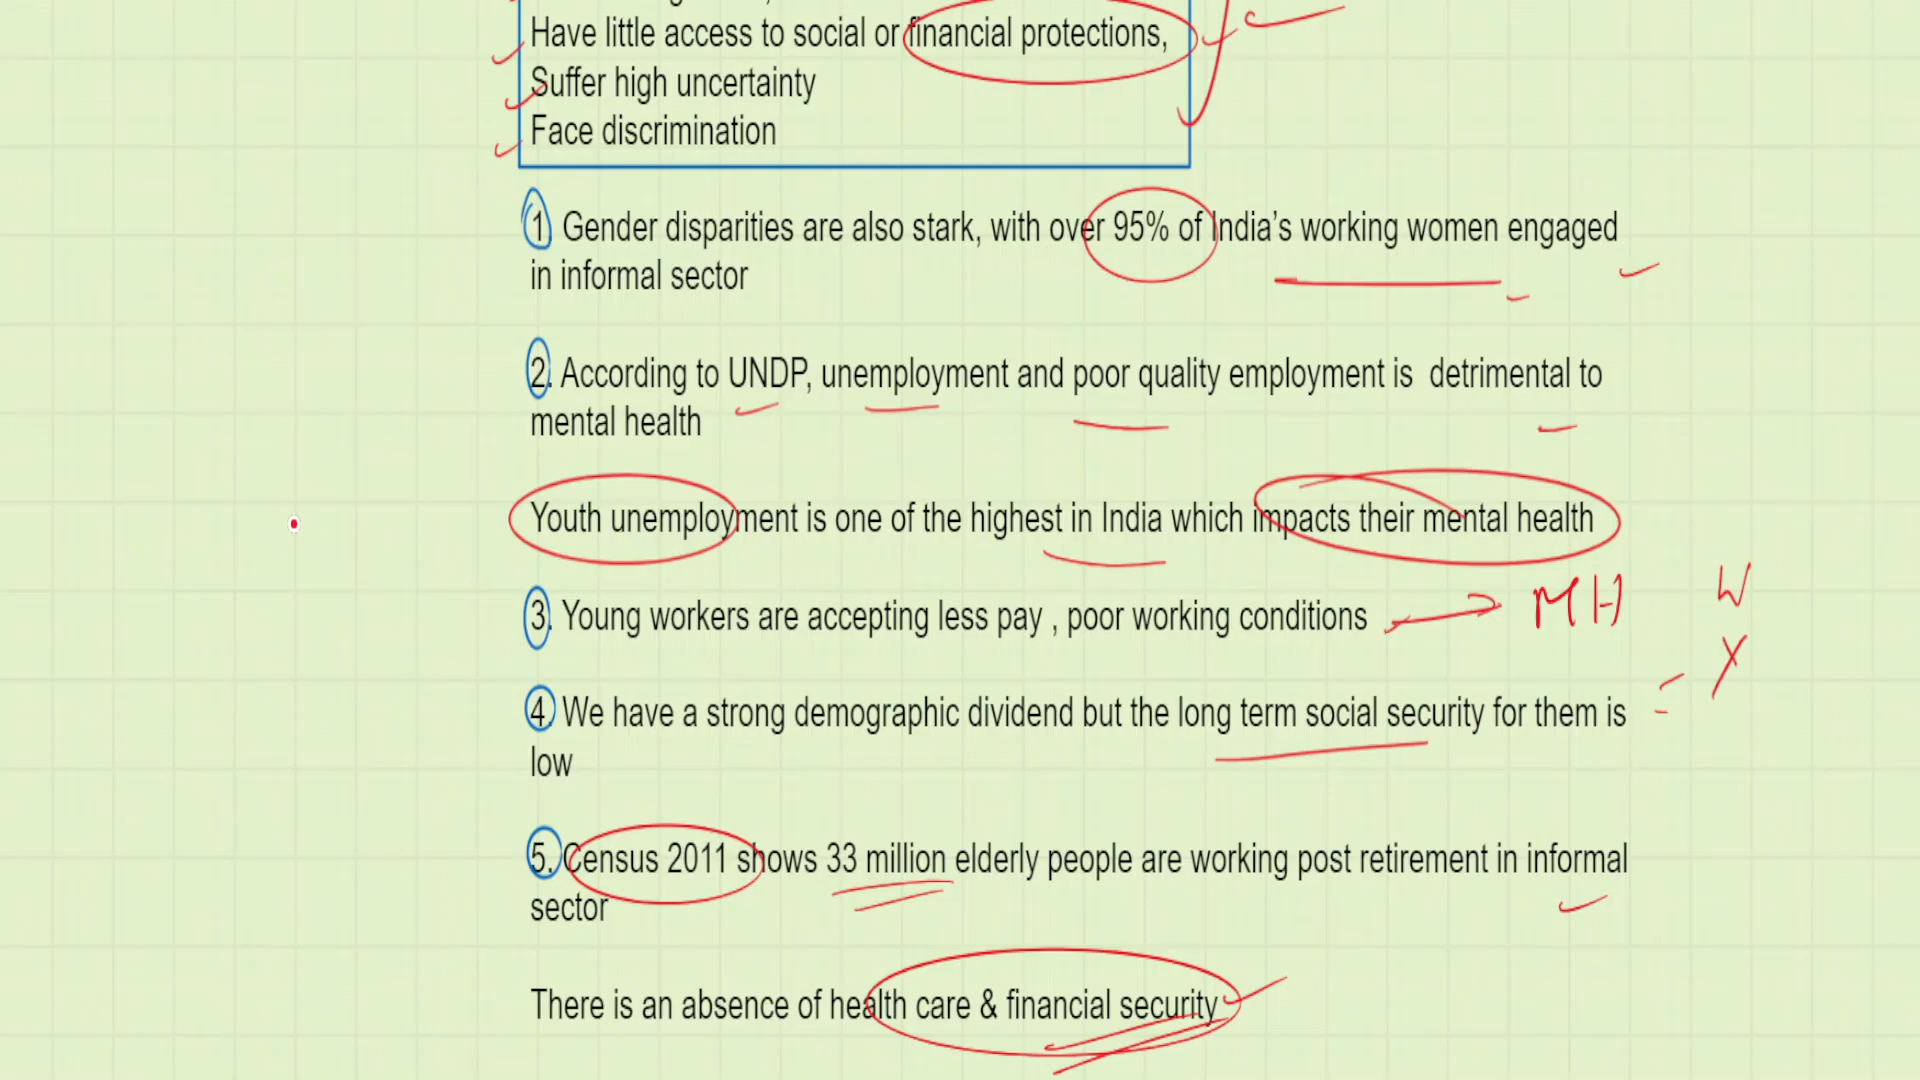 Have little access to social or financial protections,
Suffer high uncertainty
Face discrimination
1. Gender disparities are also stark, with over 95% of India's working women engaged
in informal sector
2. According to UNDP, unemployment and poor quality employment is detrimental to
mental health
Youth unemployment is one of the highest in India which impacts their mental health
3. Young workers are accepting less pay , poor working conditions → MH W
4. We have a strong demographic dividend but the long term social security for them is
low
5. Census 2011 shows 33 million elderly people are working post retirement in informal
sector
There is an absence of health care & financial security